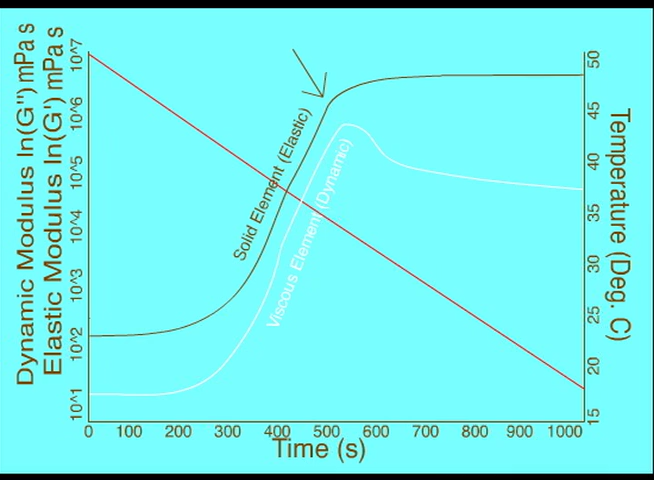 Dynamic Modulus ln(G") mPa s
Elastic Modulus ln(G') mPa s
10^7
10^6
10^5
10^4
10^3
10^2
10^1
Solid Element (Elastic)
Viscous Element (Dynamic)
50
45
40
35
30
25
20
15
Temperature (Deg. C)
0 100 200 300 400 500 600 700 800 900 1000
Time (s)